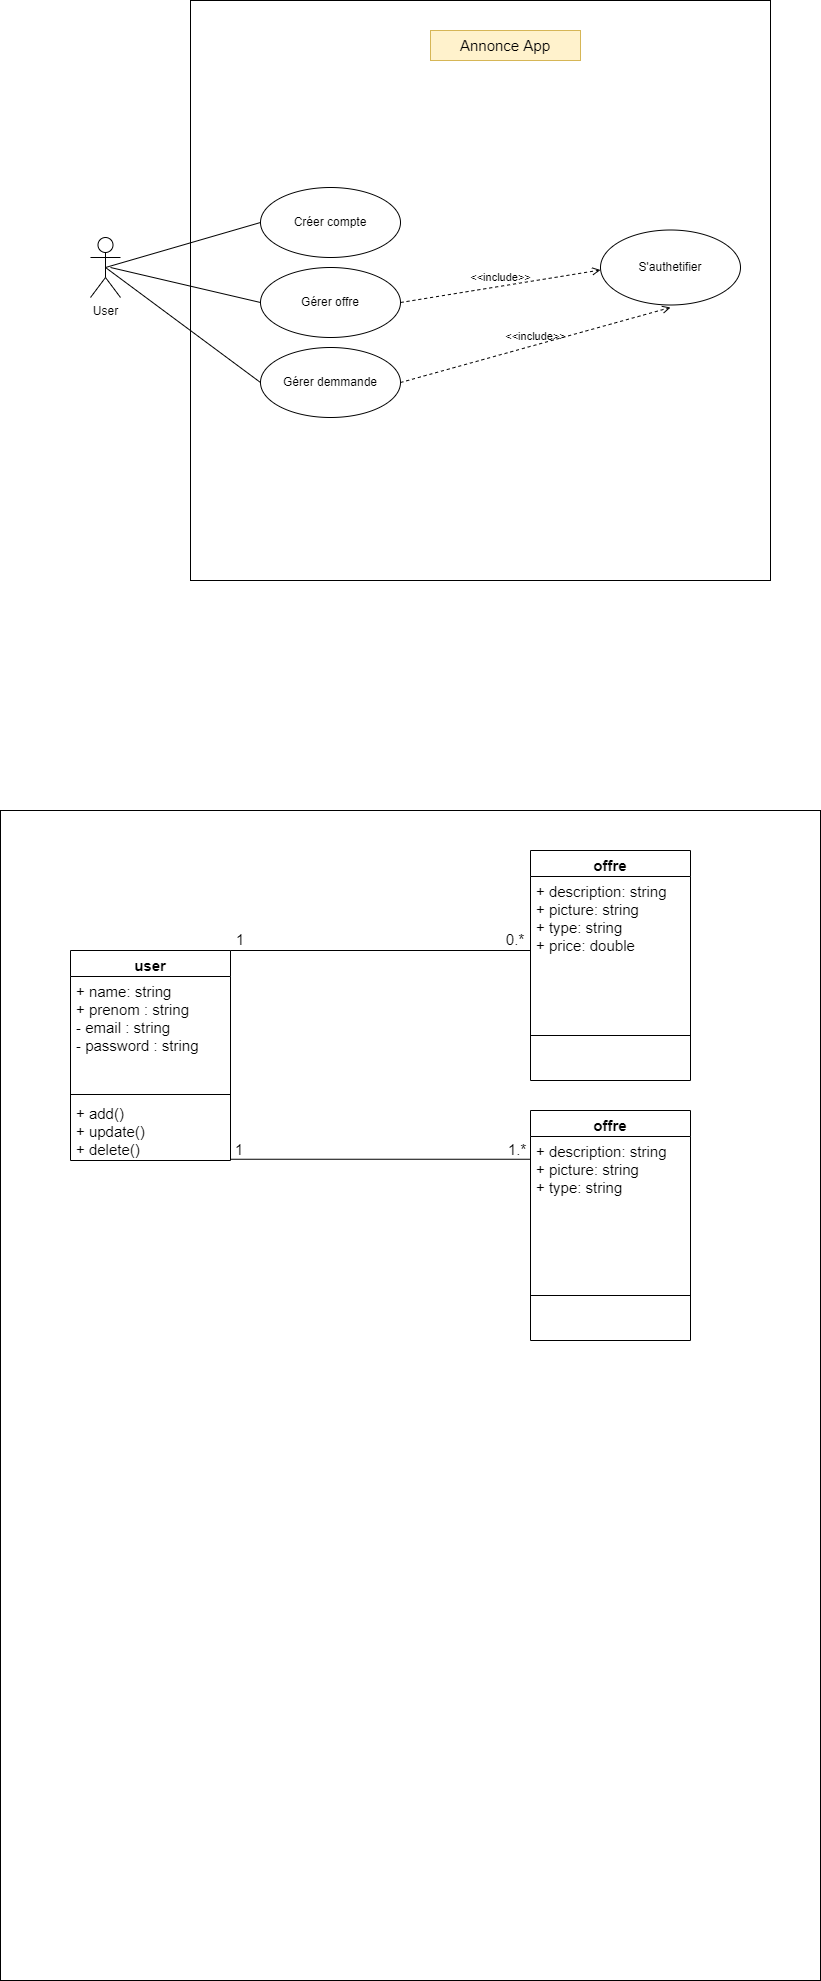 Annonce App
Créer compte
Gérer offre
<<include>>
S'authetifier
User
<<include>>
Gérer demmande
offre
+ description: string
+ picture: string
+ type: string
+ price: double
1
0.*
user
+ name: string
+ prenom : string
- email : string
- password : string
+ add()
+ update()
+ delete()
1
1.*
offre
+ description: string
+ picture: string
+ type: string